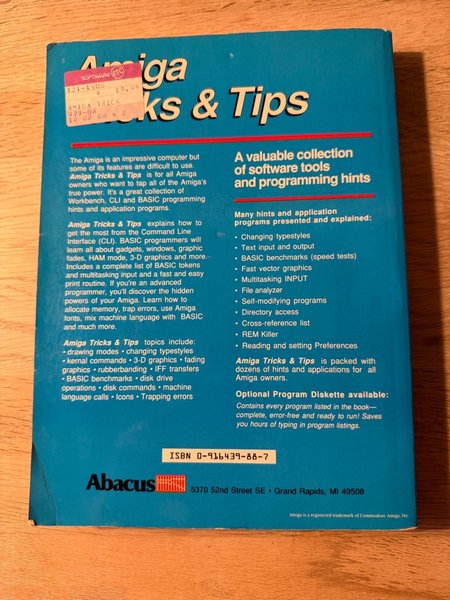 Amiga
SOFTWARE ETC
121-1900
19.95
AMIGA TRICK
Tricks & Tips
The Amiga is an impressive computer but
some of its features are difficult to use.
Amiga Tricks & Tips is for all Amiga
owners who want to tap all of the Amiga's
true power. It's a great collection of
Workbench, CLI and BASIC programming
hints and application programs.
Amiga Tricks & Tips explains how to
get the most from the Command Line
Interface (CLI). BASIC programmers will
learn all about gadgets, windows, graphic
fades, HAM mode, 3-D graphics and more.
Includes a complete list of BASIC tokens
and multitasking input and a fast and easy
print routine. If you're an advanced
programmer, you'll discover the hidden
powers of your Amiga. Learn how to
allocate memory, trap errors, use Amiga
fonts, mix machine language with BASIC
and much more.
Amiga Tricks & Tips topics include:
• drawing modes • changing typestyles
• kernal commands • 3-D graphics • fading
graphics • rubberbanding • IFF transfers
• BASIC benchmarks • disk drive
operations • disk commands • machine
language calls • Icons • Trapping errors
A valuable collection
of software tools
and programming hints
Many hints and application
programs presented and explained:
• Changing typestyles
• Text input and output
• BASIC benchmarks (speed tests)
• Fast vector graphics
• Multitasking INPUT
• File analyzer
• Self-modifying programs
• Directory access
• Cross-reference list
• REM Killer
• Reading and setting Preferences
Amiga Tricks & Tips is packed with
dozens of hints and applications for all
Amiga owners.
Optional Program Diskette available:
Contains every program listed in the book—
complete, error-free and ready to run! Saves
you hours of typing in program listings.
ISBN 0-916439-88-7
Abacus
5370 52nd Street SE • Grand Rapids, MI 49508
Amiga is a registered trademark of Commodore-Amiga, Inc.